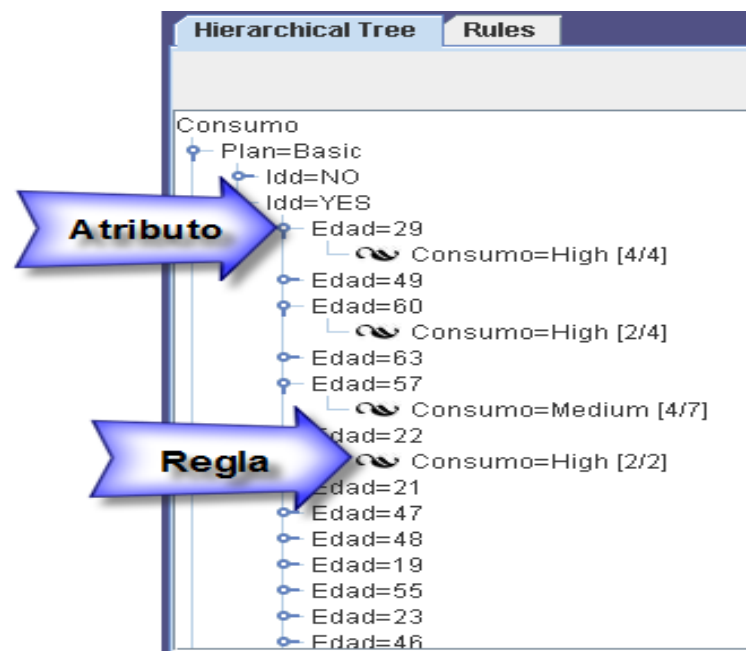 Hierarchical Tree Rules
Consumo
Plan=Basic
Idd=NO
Idd=YES
Atributo
Edad=29
Consumo=High [4/4]
Edad=49
Edad=60
Consumo=High [2/4]
Edad=63
Edad=57
Consumo=Medium [4/7]
Edad=22
Regla
Consumo=High [2/2]
Edad=21
Edad=47
Edad=48
Edad=19
Edad=55
Edad=23
Edad=46